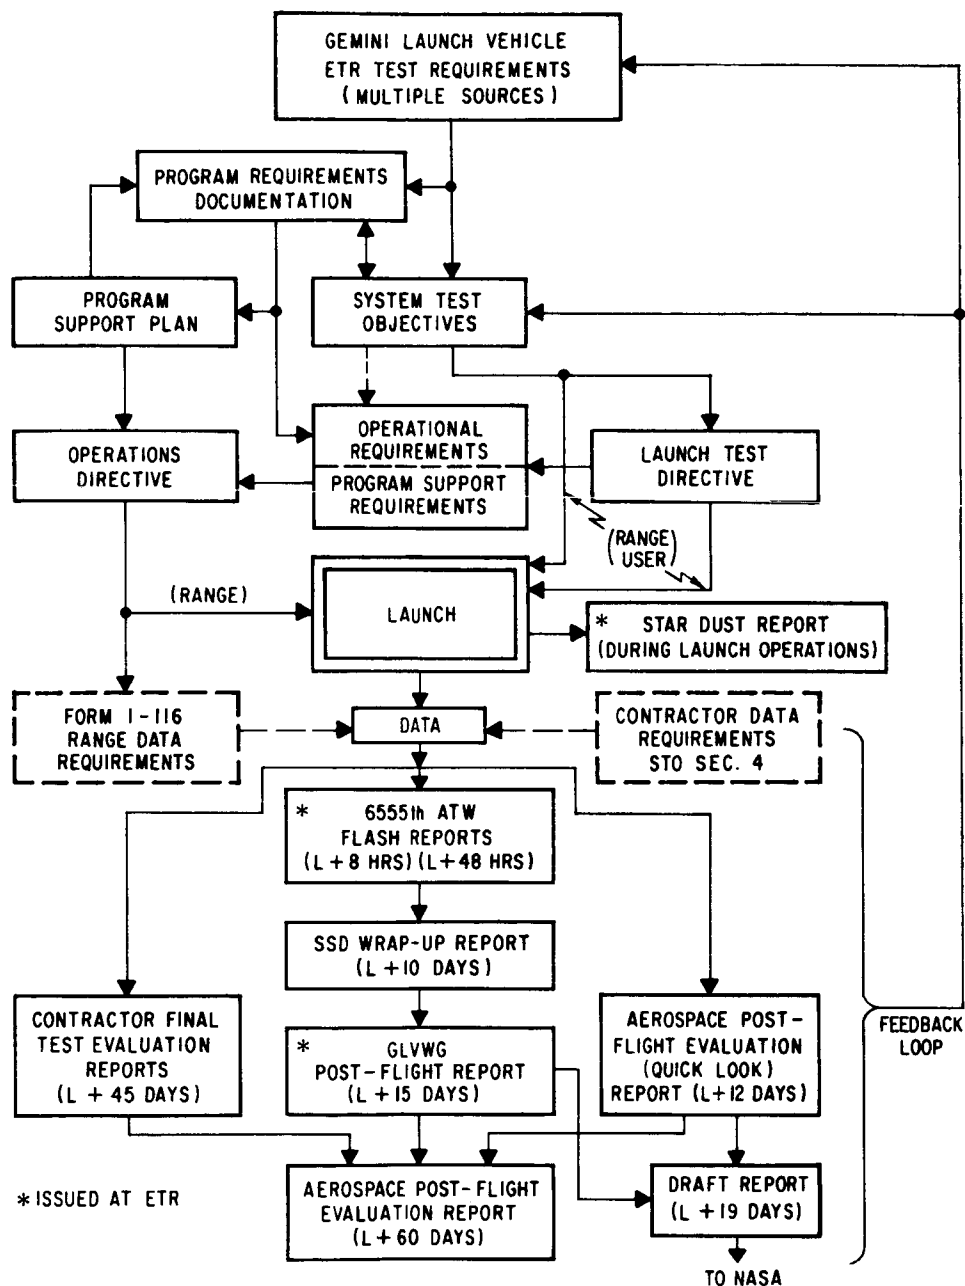 GEMINI LAUNCH VEHICLE
ETR TEST REQUIREMENTS
(MULTIPLE SOURCES)
PROGRAM REQUIREMENTS
DOCUMENTATION
PROGRAM
SUPPORT PLAN
SYSTEM TEST
OBJECTIVES
OPERATIONS
DIRECTIVE
OPERATIONAL
REQUIREMENTS
PROGRAM SUPPORT
REQUIREMENTS
LAUNCH TEST
DIRECTIVE
(RANGE
USER)
(RANGE)
LAUNCH
* STAR DUST REPORT
(DURING LAUNCH OPERATIONS)
FORM 1-116
RANGE DATA
REQUIREMENTS
DATA
CONTRACTOR DATA
REQUIREMENTS
STO SEC. 4
* 6555th ATW
FLASH REPORTS
(L+8 HRS) (L+48 HRS)
SSD WRAP-UP REPORT
(L+10 DAYS)
CONTRACTOR FINAL
TEST EVALUATION
REPORTS
(L + 45 DAYS)
* GLVWG
POST-FLIGHT REPORT
(L+15 DAYS)
AEROSPACE POST-
FLIGHT EVALUATION
(QUICK LOOK)
REPORT (L+12 DAYS)
FEEDBACK
LOOP
* ISSUED AT ETR
AEROSPACE POST-FLIGHT
EVALUATION REPORT
(L+60 DAYS)
DRAFT REPORT
(L +19 DAYS)
TO NASA